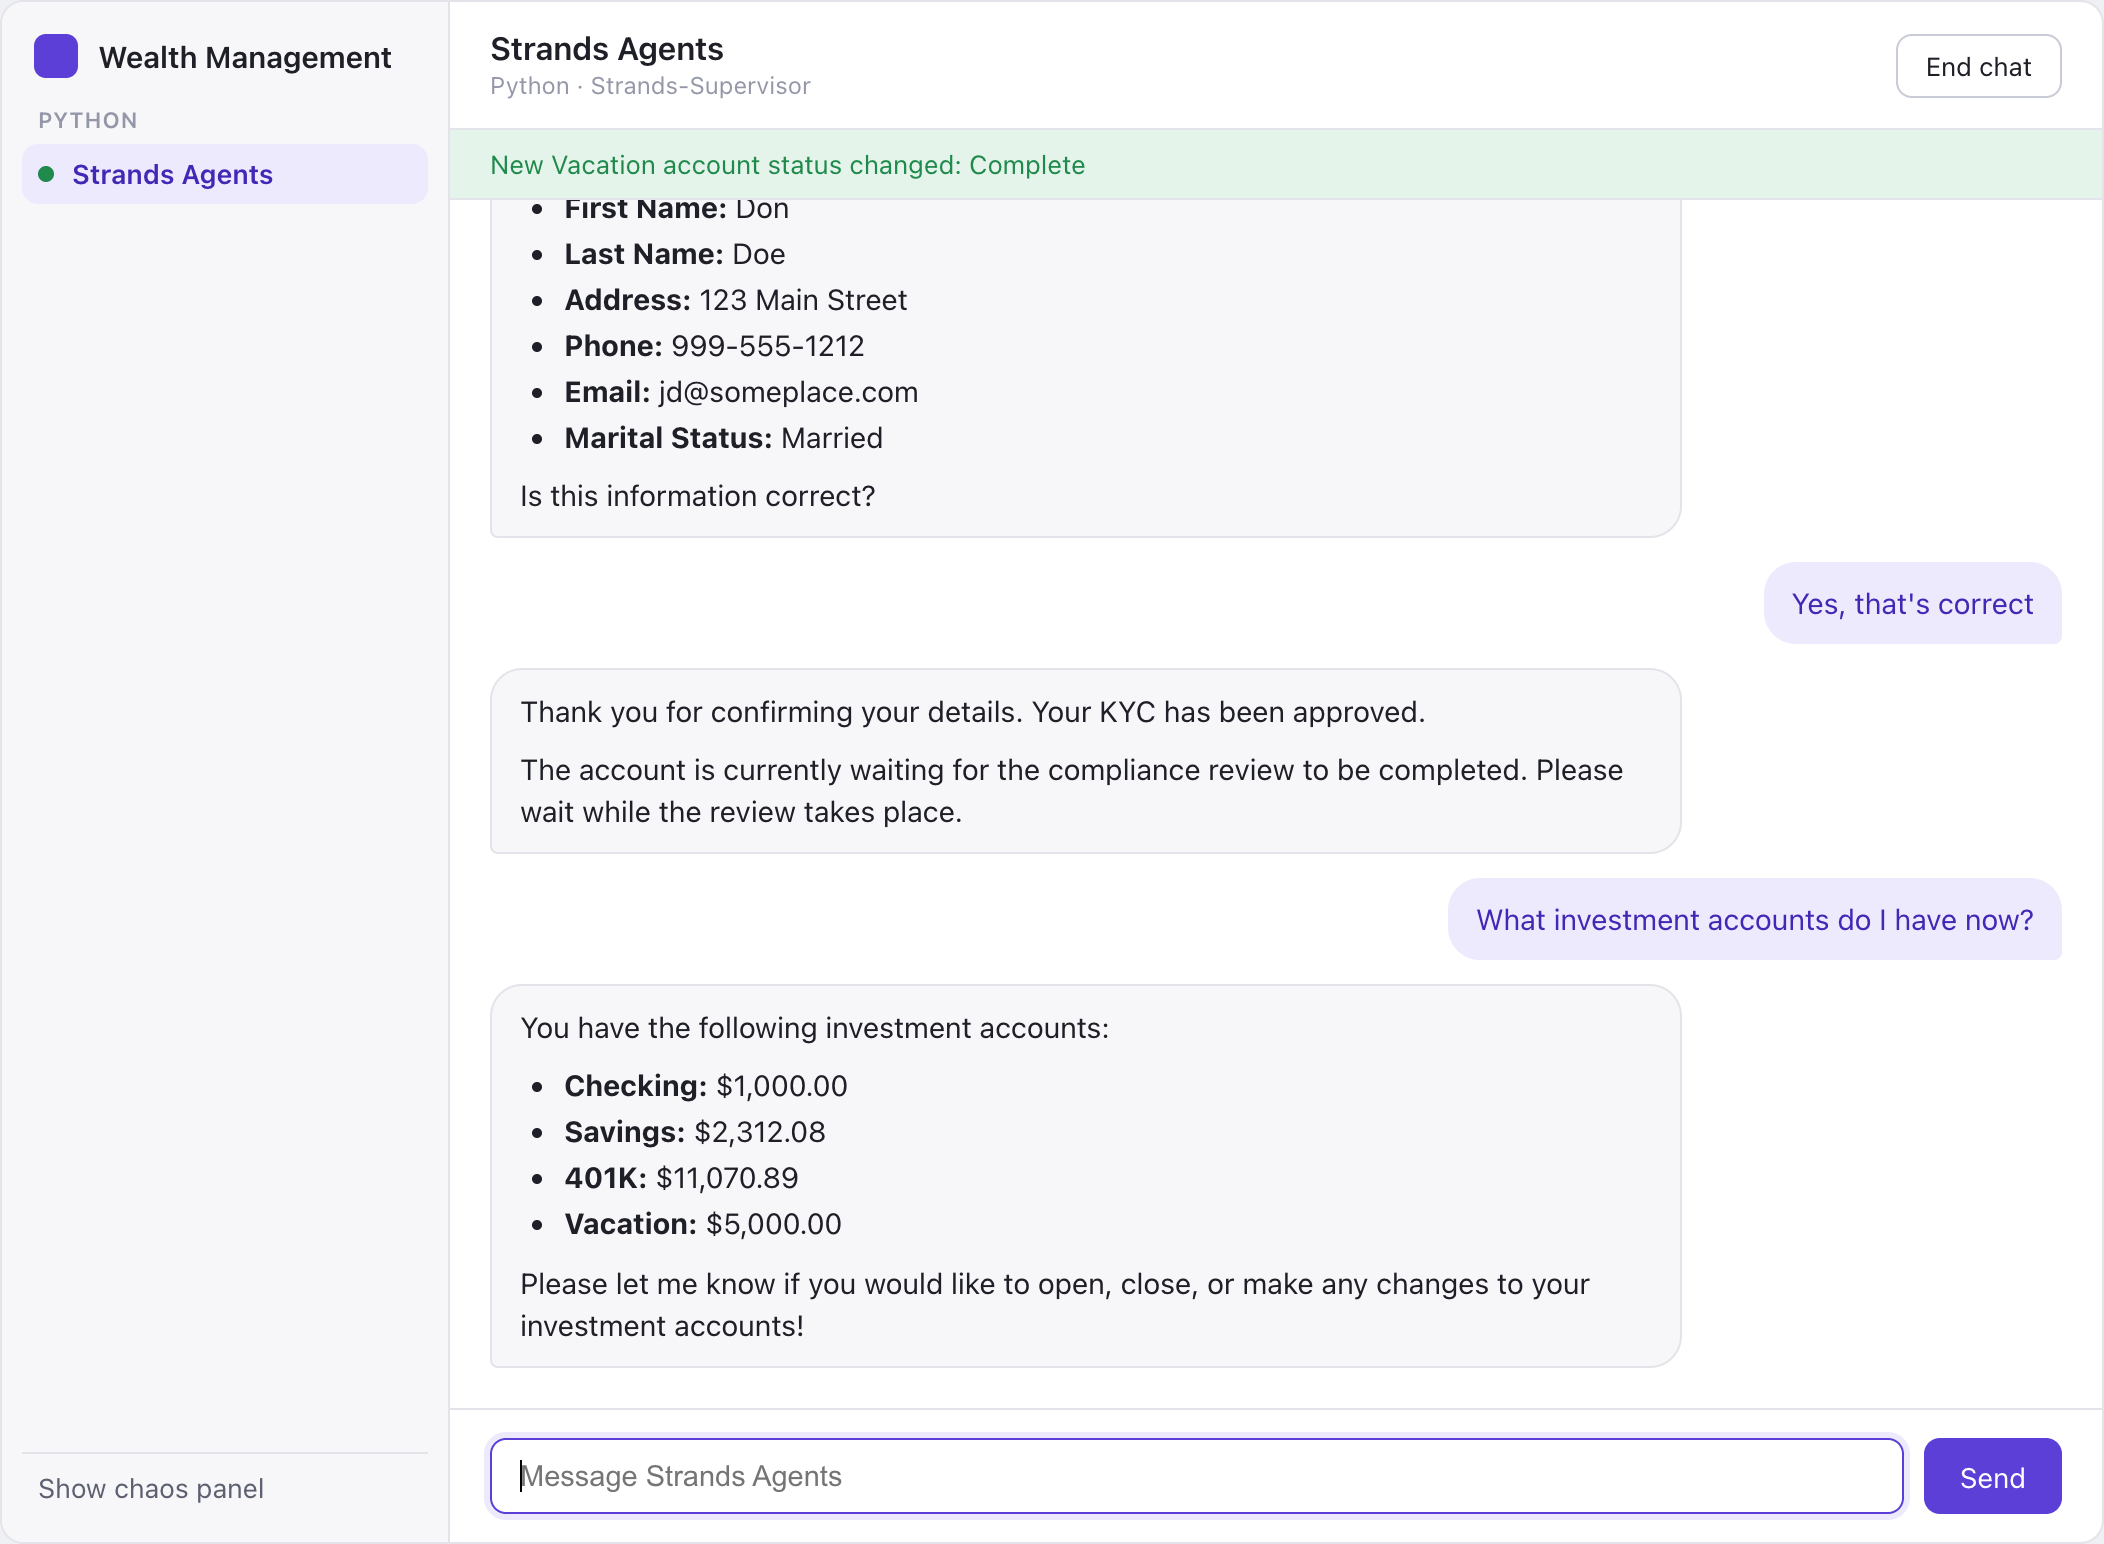 Wealth Management
PYTHON
Strands Agents
Show chaos panel
Strands Agents
Python · Strands-Supervisor
End chat
New Vacation account status changed: Complete
First Name: Don
Last Name: Doe
Address: 123 Main Street
Phone: 999-555-1212
Email: jd@someplace.com
Marital Status: Married
Is this information correct?
Yes, that's correct
Thank you for confirming your details. Your KYC has been approved.
The account is currently waiting for the compliance review to be completed. Please
wait while the review takes place.
What investment accounts do I have now?
You have the following investment accounts:
Checking: $1,000.00
Savings: $2,312.08
401K: $11,070.89
Vacation: $5,000.00
Please let me know if you would like to open, close, or make any changes to your
investment accounts!
Message Strands Agents
Send